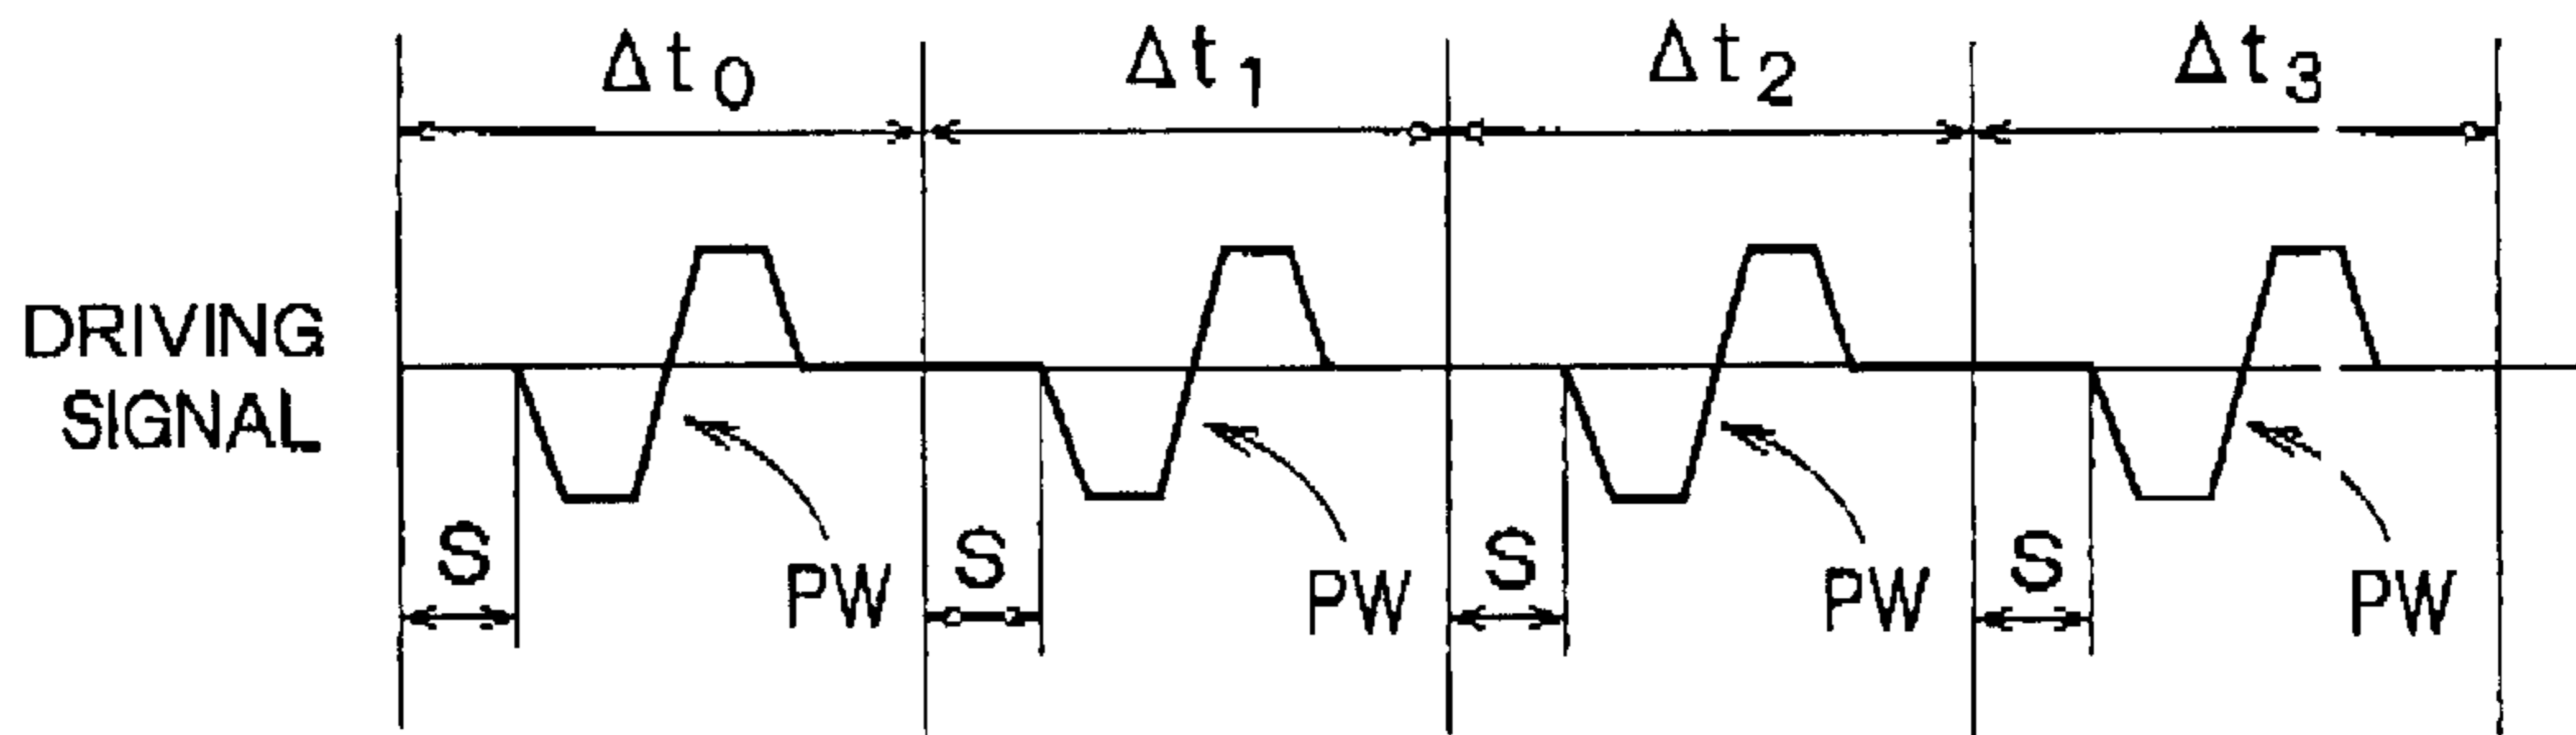 Δt0 Δt1 Δt2 Δt3
DRIVING
SIGNAL
S S S S
PW PW PW PW